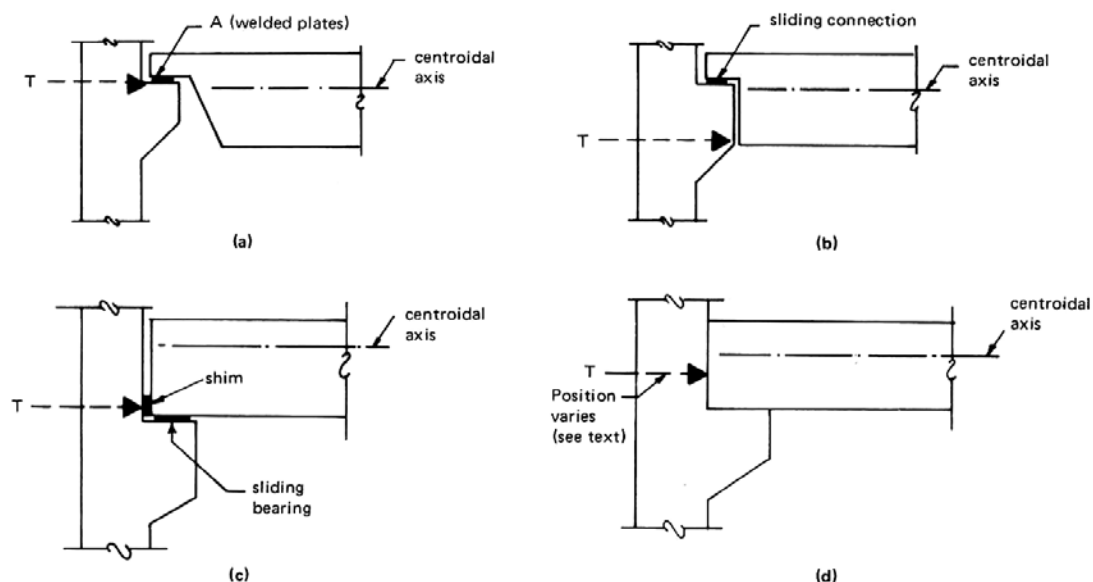 A (welded plates)
T
centroidal
axis
(a)
sliding connection
centroidal
axis
T
(b)
centroidal
axis
shim
T
sliding
bearing
(c)
centroidal
axis
T
Position
varies
(see text)
(d)